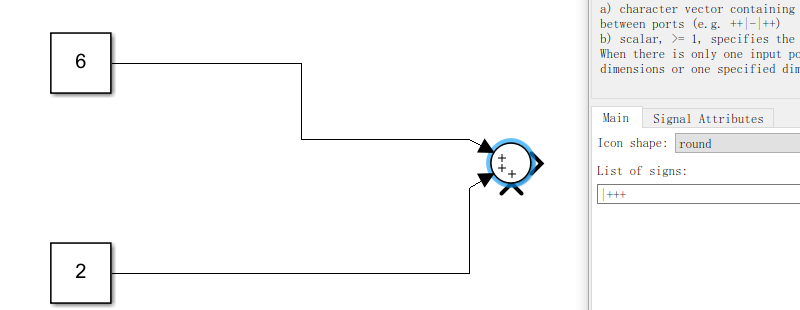 6
2
+
+
+
a) character vector containing
between ports (e.g. ++|-|++)
b) scalar, >= 1, specifies the
When there is only one input po
dimensions or one specified dim
Main Signal Attributes
Icon shape: round
List of signs:
|+++